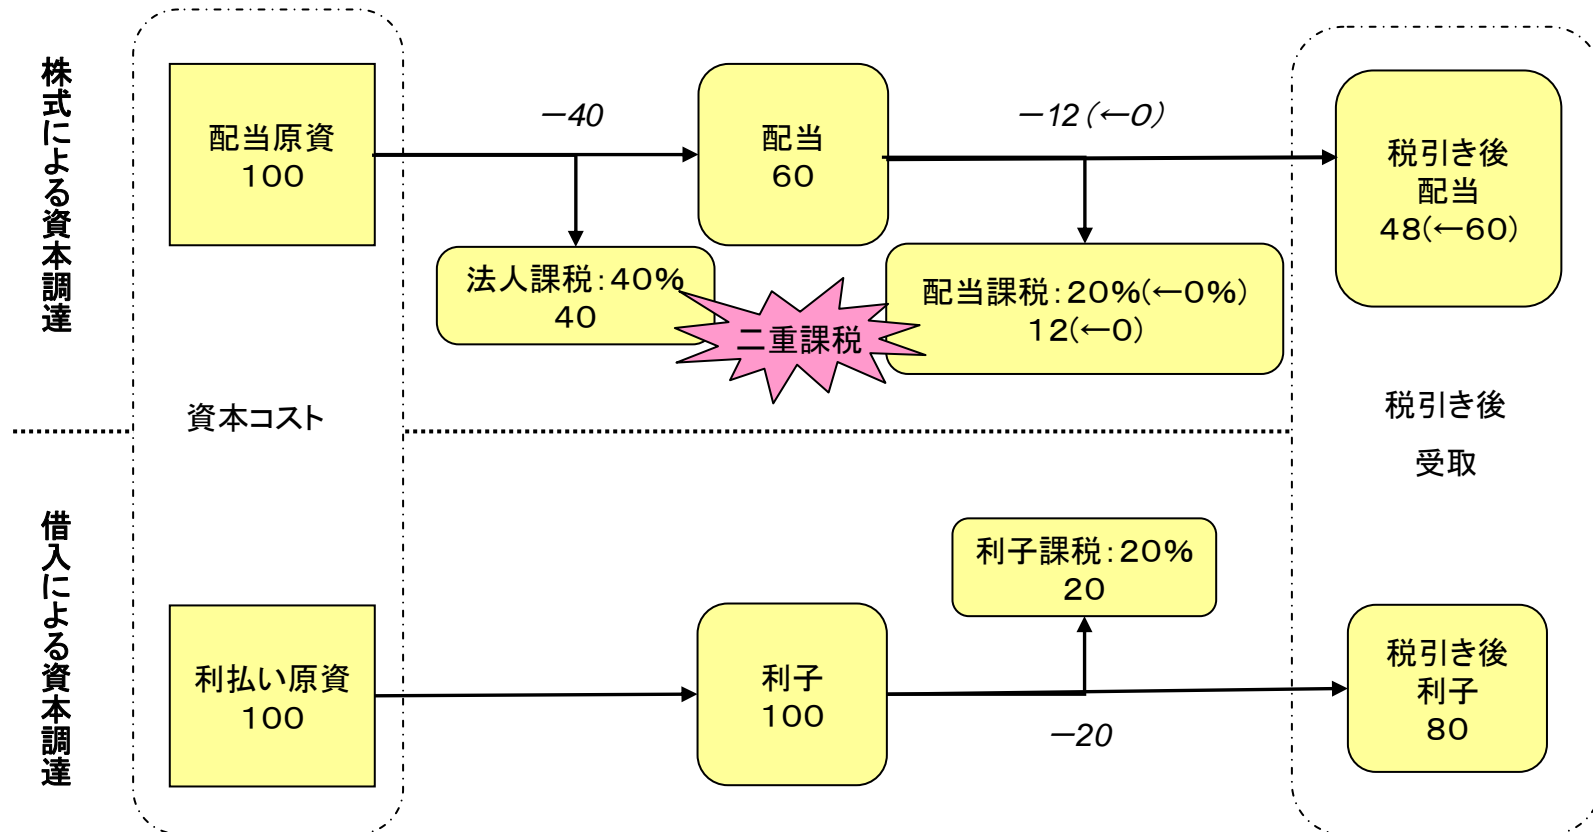 株式による資本調達
配当原資
100
－40
配当
60
－12(←0)
税引き後
配当
48(←60)
法人課税：40%
40
二重課税
配当課税：20%(←0%)
12(←0)
資本コスト
税引き後
受取
借入による資本調達
利払い原資
100
利子
100
利子課税：20%
20
－20
税引き後
利子
80